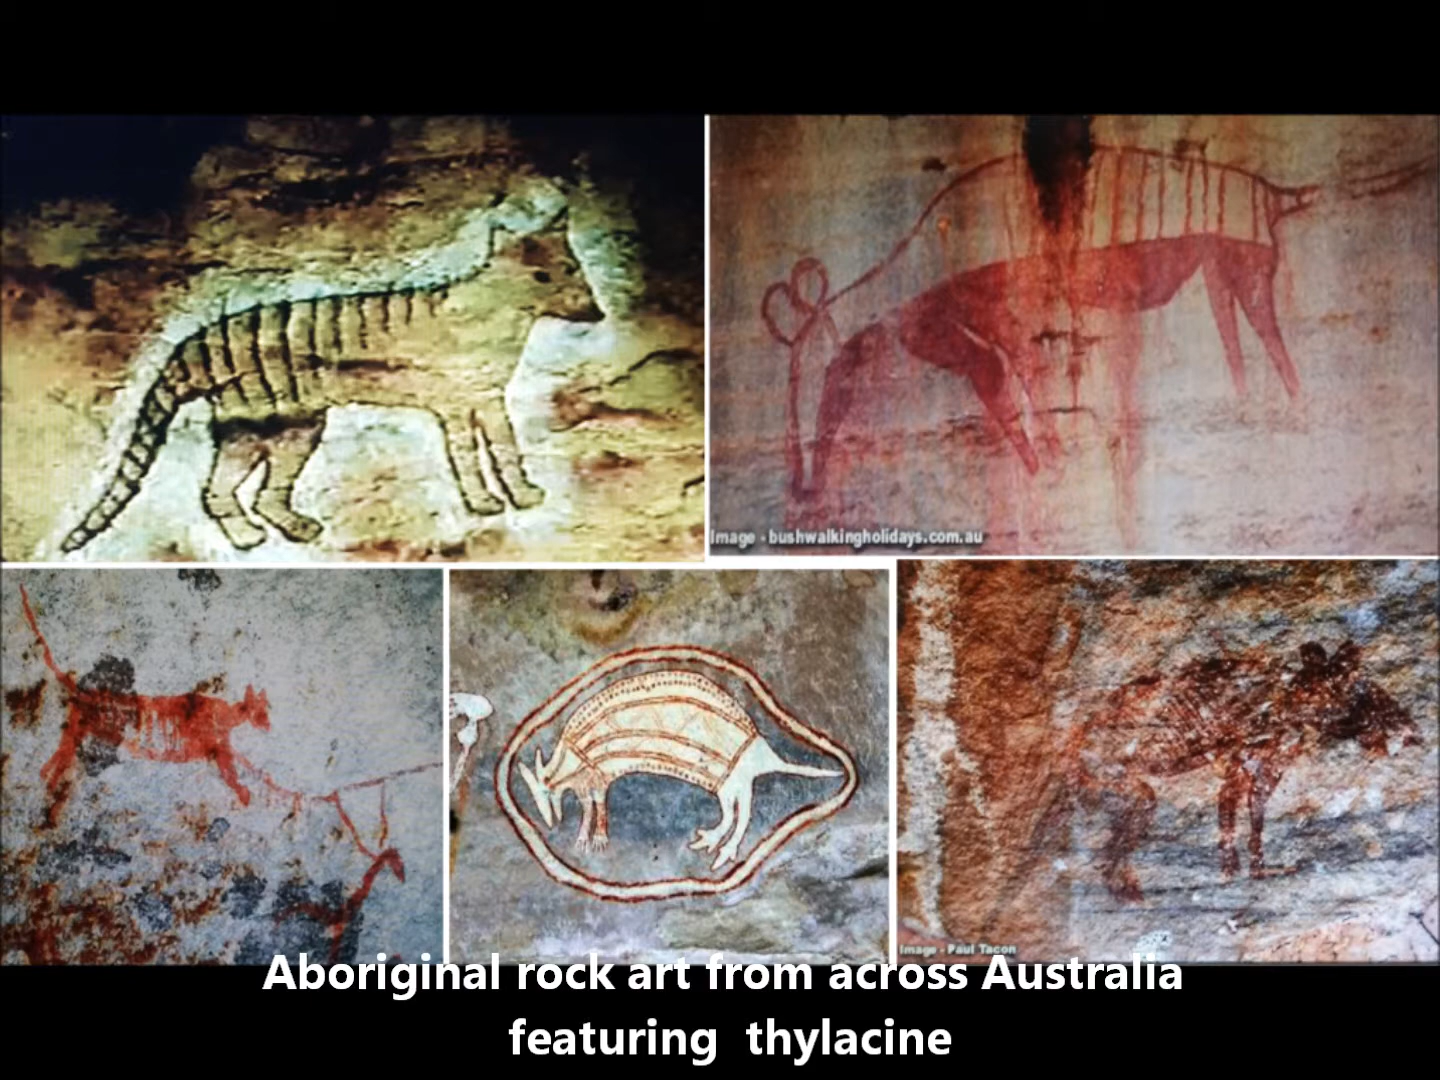 Image - bushwalkingholidays.com.au
Image - Paul Tacon
Aboriginal rock art from across Australia
featuring  thylacine